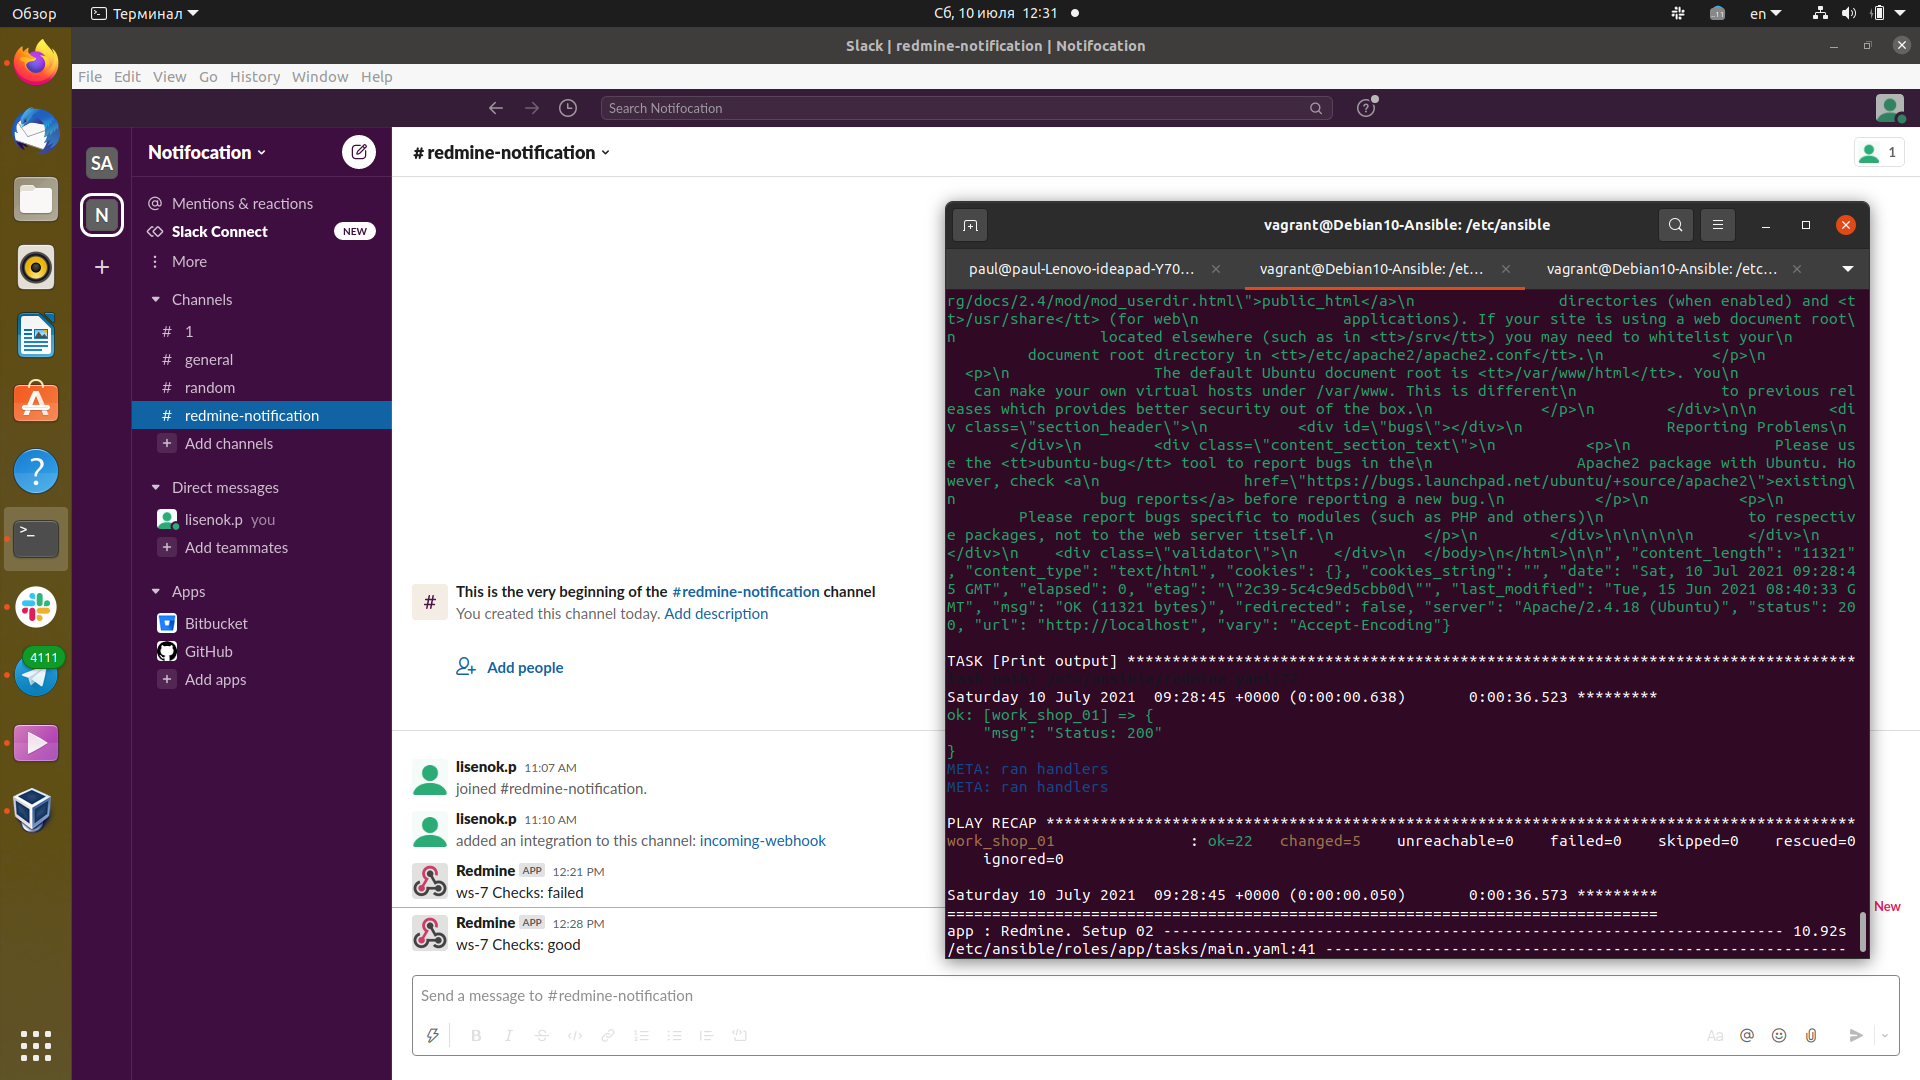 Обзор
Терминал
Сб, 10 июля 12:31
en
Slack | redmine-notification | Notifocation
File Edit View Go History Window Help
Search Notifocation
SA
N
Notifocation
Mentions & reactions
Slack Connect NEW
More
Channels
# 1
# general
# random
# redmine-notification
+ Add channels
Direct messages
lisenok.p you
+ Add teammates
Apps
Bitbucket
GitHub
+ Add apps
4111
# redmine-notification
1
# This is the very beginning of the #redmine-notification channel
You created this channel today. Add description
Add people
lisenok.p 11:07 AM
joined #redmine-notification.
lisenok.p 11:10 AM
added an integration to this channel: incoming-webhook
Redmine APP 12:21 PM
ws-7 Checks: failed
New
Redmine APP 12:28 PM
ws-7 Checks: good
Send a message to #redmine-notification
Aa
vagrant@Debian10-Ansible: /etc/ansible
paul@paul-Lenovo-ideapad-Y70...
vagrant@Debian10-Ansible: /et...
vagrant@Debian10-Ansible: /etc...
rg/docs/2.4/mod/mod_userdir.html\">public_html</a>\n                directories (when enabled) and <t
t>/usr/share</tt> (for web\n                applications). If your site is using a web document root\
n                located elsewhere (such as in <tt>/srv</tt>) you may need to whitelist your\n
         document root directory in <tt>/etc/apache2/apache2.conf</tt>.\n            </p>\n
  <p>\n                The default Ubuntu document root is <tt>/var/www/html</tt>. You\n
   can make your own virtual hosts under /var/www. This is different\n                to previous rel
eases which provides better security out of the box.\n            </p>\n        </div>\n\n        <di
v class=\"section_header\">\n            <div id=\"bugs\"></div>\n                Reporting Problems\n
       </div>\n        <div class=\"content_section_text\">\n          <p>\n                Please us
e the <tt>ubuntu-bug</tt> tool to report bugs in the\n                Apache2 package with Ubuntu. Ho
wever, check <a\n                href=\"https://bugs.launchpad.net/ubuntu/+source/apache2\">existing\
n                bug reports</a> before reporting a new bug.\n          </p>\n          <p>\n
        Please report bugs specific to modules (such as PHP and others)\n                to respectiv
e packages, not to the web server itself.\n          </p>\n        </div>\n\n\n\n\n      </div>\n
</div>\n    <div class=\"validator\">\n    </div>\n  </body>\n</html>\n\n", "content_length": "11321"
, "content_type": "text/html", "cookies": {}, "cookies_string": "", "date": "Sat, 10 Jul 2021 09:28:4
5 GMT", "elapsed": 0, "etag": "\"2c39-5c4c9ed5cbb0d\"", "last_modified": "Tue, 15 Jun 2021 08:40:33 G
MT", "msg": "OK (11321 bytes)", "redirected": false, "server": "Apache/2.4.18 (Ubuntu)", "status": 20
0, "url": "http://localhost", "vary": "Accept-Encoding"}
TASK [Print output] *********************************************************************************
Saturday 10 July 2021  09:28:45 +0000 (0:00:00.638)       0:00:36.523 *********
ok: [work_shop_01] => {
    "msg": "Status: 200"
}
META: ran handlers
META: ran handlers
PLAY RECAP ******************************************************************************************
work_shop_01               : ok=22   changed=5    unreachable=0    failed=0    skipped=0    rescued=0
    ignored=0
Saturday 10 July 2021  09:28:45 +0000 (0:00:00.050)       0:00:36.573 *********
===============================================================================
app : Redmine. Setup 02 --------------------------------------------------------------------- 10.92s
/etc/ansible/roles/app/tasks/main.yaml:41 ----------------------------------------------------------